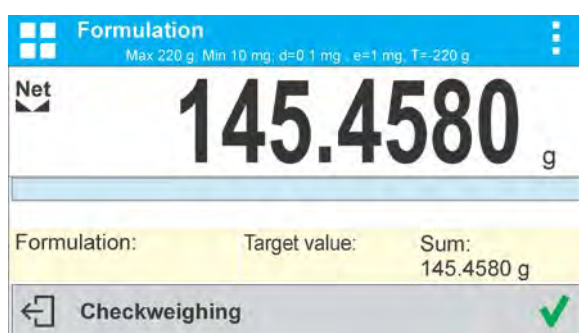 Formulation
Max 220 g; Min 10 mg; d=0.1 mg , e=1 mg, T=-220 g
Net
145.4580 g
Formulation: Target value: Sum:
145.4580 g
Checkweighing